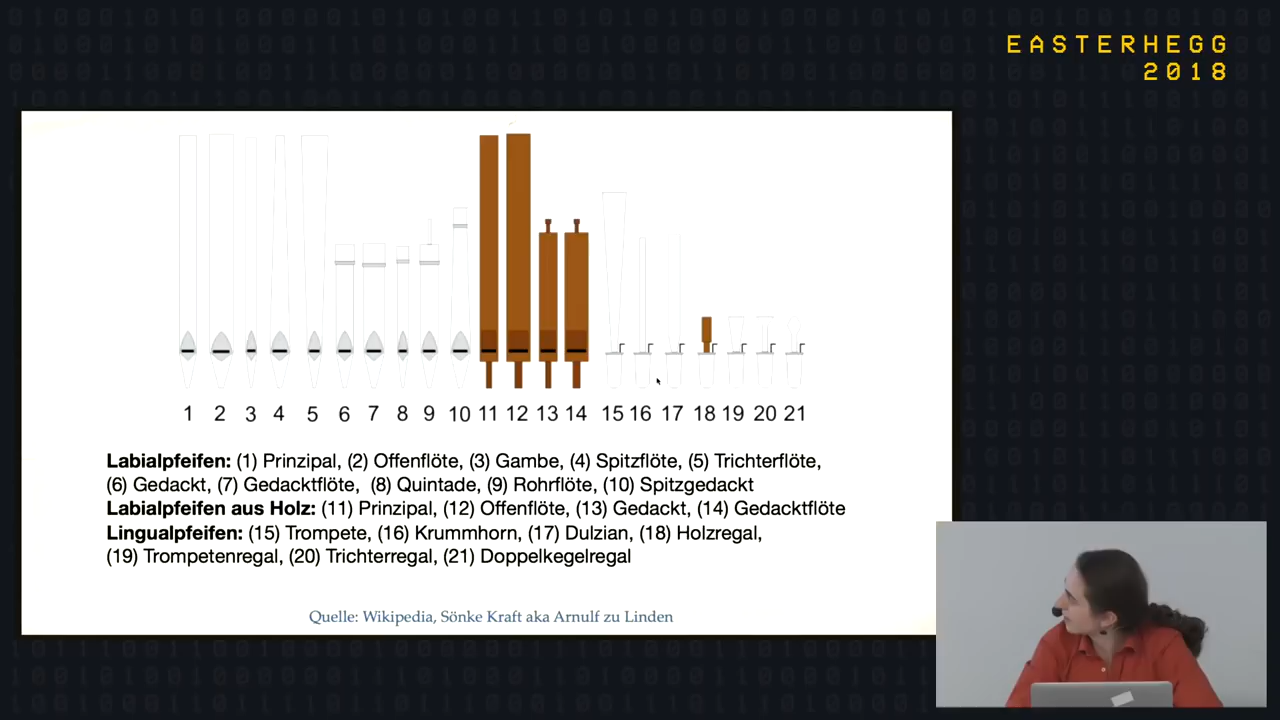 EASTERHEGG
2018
1 2 3 4 5 6 7 8 9 10 11 12 13 14 15 16 17 18 19 20 21
Labialpfeifen: (1) Prinzipal, (2) Offenflöte, (3) Gambe, (4) Spitzflöte, (5) Trichterflöte,
(6) Gedackt, (7) Gedacktflöte, (8) Quintade, (9) Rohrflöte, (10) Spitzgedackt
Labialpfeifen aus Holz: (11) Prinzipal, (12) Offenflöte, (13) Gedackt, (14) Gedacktflöte
Lingualpfeifen: (15) Trompete, (16) Krummhorn, (17) Dulzian, (18) Holzregal,
(19) Trompetenregal, (20) Trichterregal, (21) Doppelkegelregal
Quelle: Wikipedia, Sönke Kraft aka Arnulf zu Linden